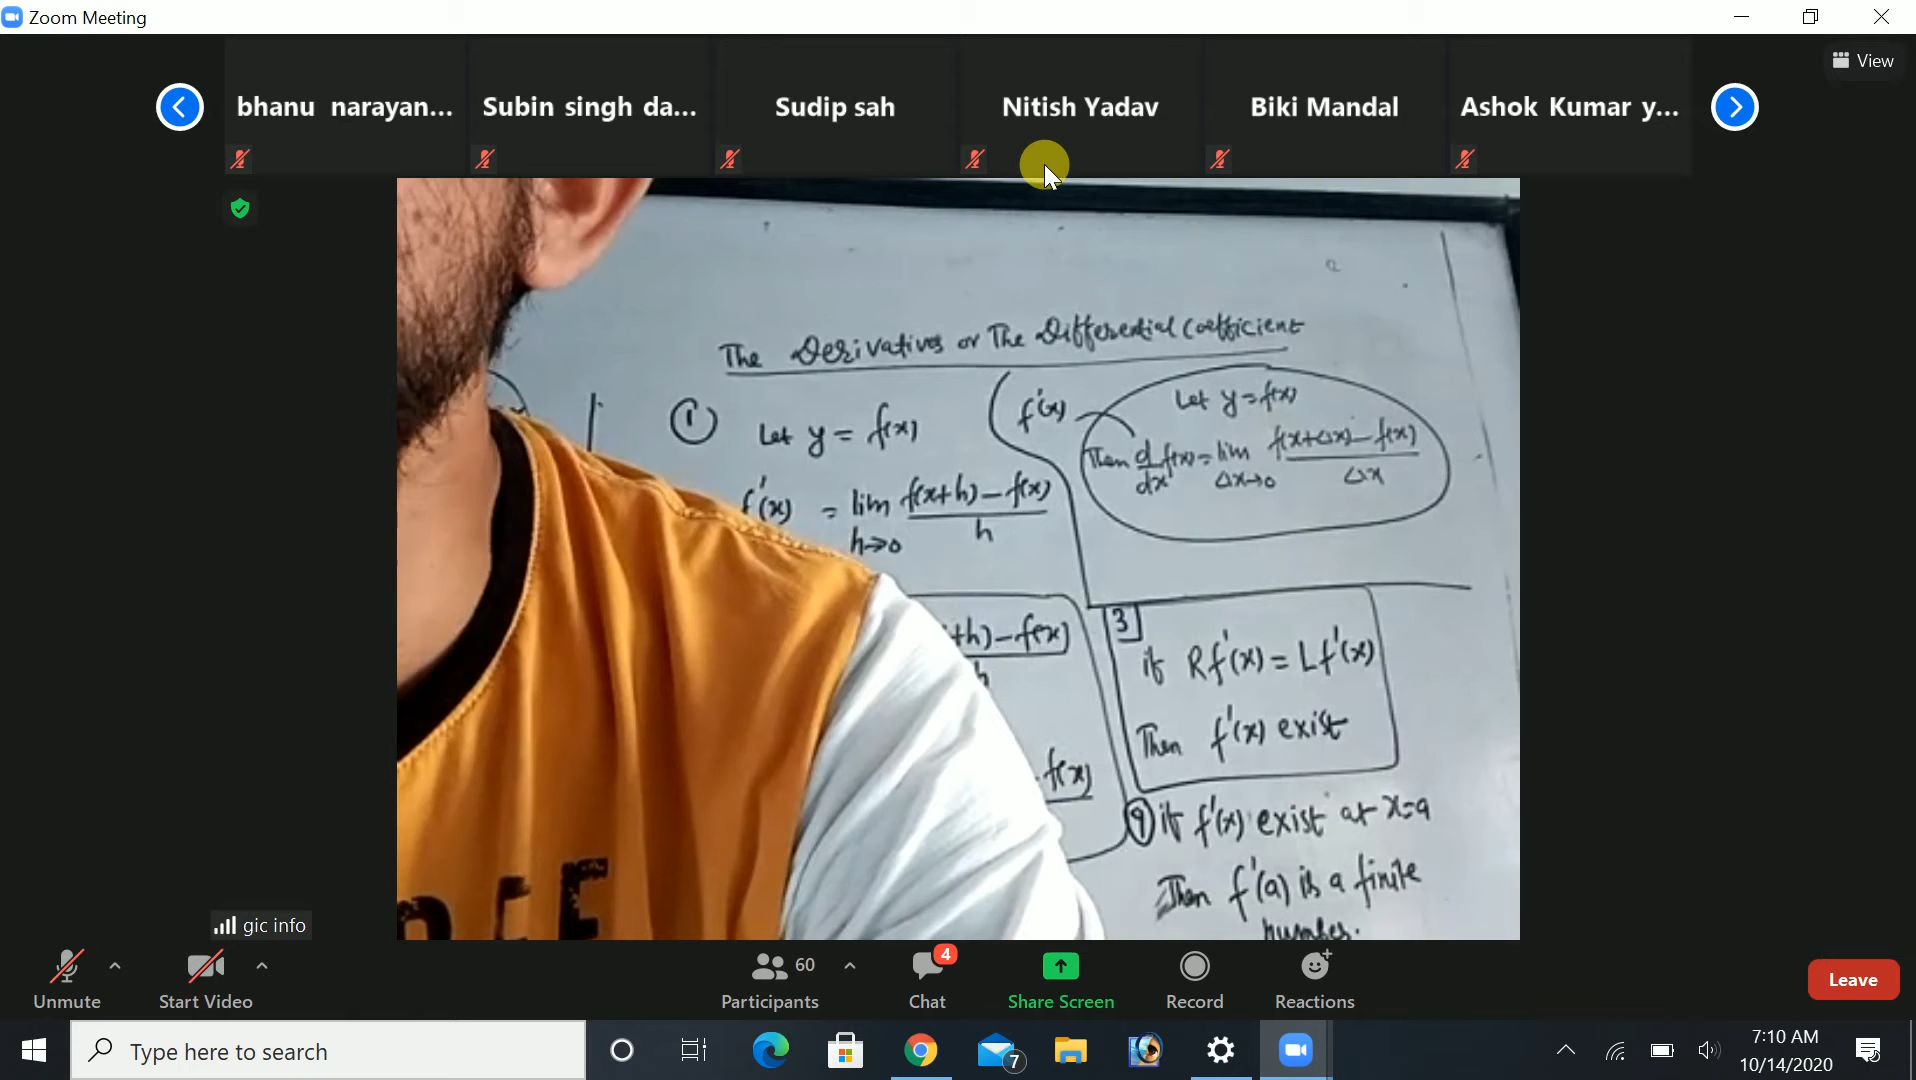 Zoom Meeting
View
bhanu narayan...
Subin singh da...
Sudip sah
Nitish Yadav
Biki Mandal
Ashok Kumar y...
The Derivatives or The Differential Coefficient
① Let y = f(x)
f'(x) = lim h→0 f(x+h) – f(x) / h
f'(x)
Let y = f(x)
Then d/dx f(x) = lim Δx→0 f(x+Δx) – f(x) / Δx
+h) – f(x)
h
f(x)
3
if Rf'(x) = Lf'(x)
Then f'(x) exist
if f'(x) exist at x=a
Then f'(a) is a finite
number.
gic info
Unmute
Start Video
60
Participants
4
Chat
Share Screen
Record
Reactions
Leave
Type here to search
7
7:10 AM
10/14/2020